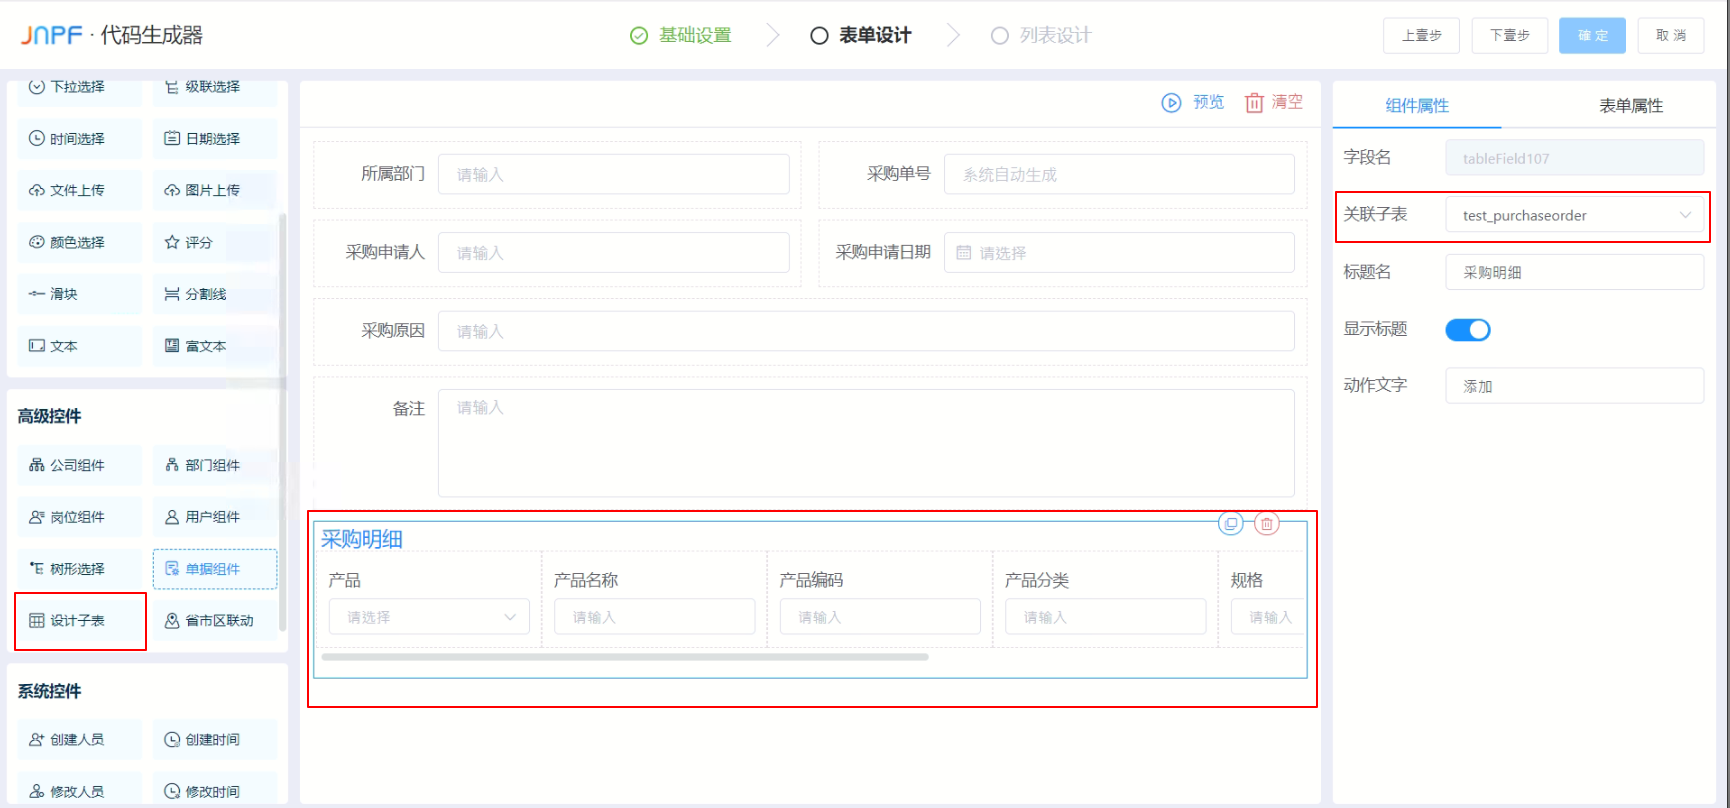 JNPF · 代码生成器
基础设置
表单设计
列表设计
上壹步
下壹步
確 定
取 消
下拉选择
级联选择
时间选择
日期选择
文件上传
图片上传
颜色选择
评分
滑块
分割线
文本
富文本
高级控件
公司组件
部门组件
岗位组件
用户组件
树形选择
单据组件
设计子表
省市区联动
系统控件
创建人员
创建时间
修改人员
修改时间
预览
清空
所属部门
请输入
采购单号
系统自动生成
采购申请人
请输入
采购申请日期
请选择
采购原因
请输入
备注
请输入
采购明细
产品
产品名称
产品编码
产品分类
规格
请选择
请输入
请输入
请输入
请输入
组件属性
表单属性
字段名
tableField107
关联子表
test_purchaseorder
标题名
采购明细
显示标题
动作文字
添加